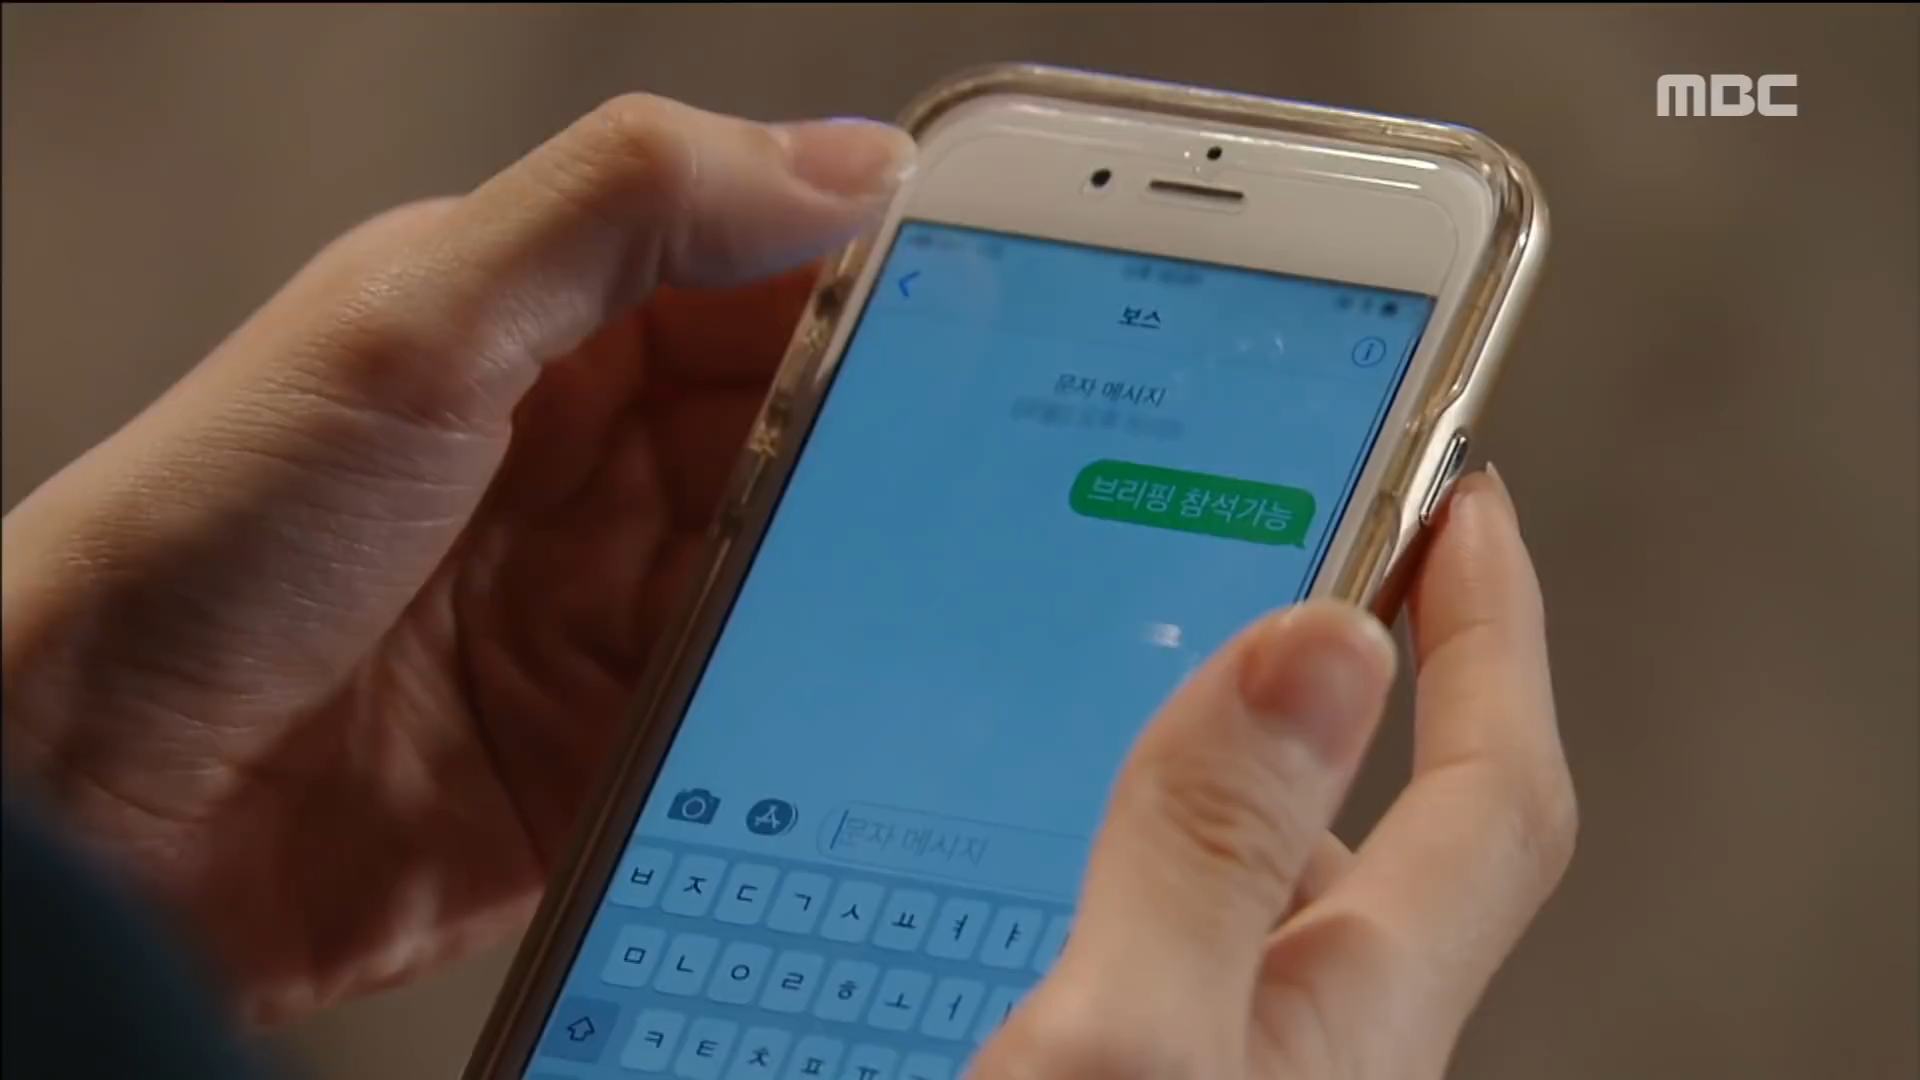 MBC
보스
문자 메시지
브리핑 참석가능
문자 메시지
ㅂ ㅈ ㄷ ㄱ ㅅ ㅛ ㅕ ㅑ
ㅁ ㄴ ㅇ ㄹ ㅎ ㅗ ㅓ
ㅋ ㅌ ㅊ ㅍ ㅠ